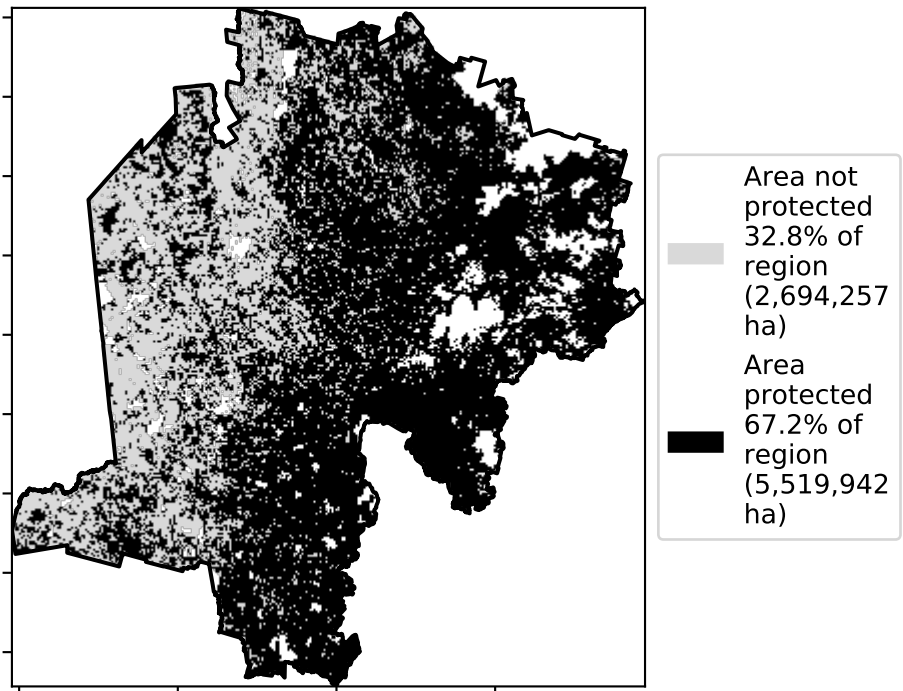 Area not
protected
32.8% of
region
(2,694,257
ha)
Area
protected
67.2% of
region
(5,519,942
ha)